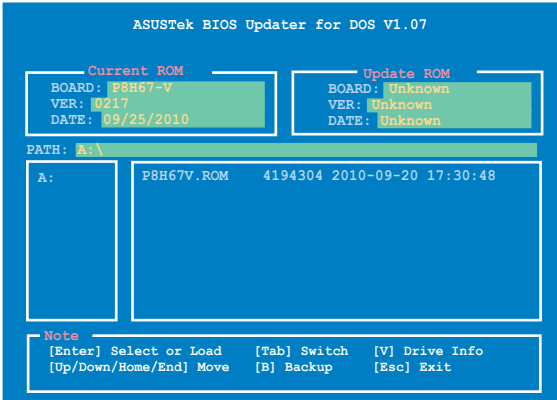 ASUSTek BIOS Updater for DOS V1.07
Current ROM
BOARD: P8H67-V
VER: 0217
DATE: 09/25/2010
Update ROM
BOARD: Unknown
VER: Unknown
DATE: Unknown
PATH: A:\
A:
P8H67V.ROM 4194304 2010-09-20 17:30:48
Note
[Enter] Select or Load [Tab] Switch [V] Drive Info
[Up/Down/Home/End] Move [B] Backup [Esc] Exit